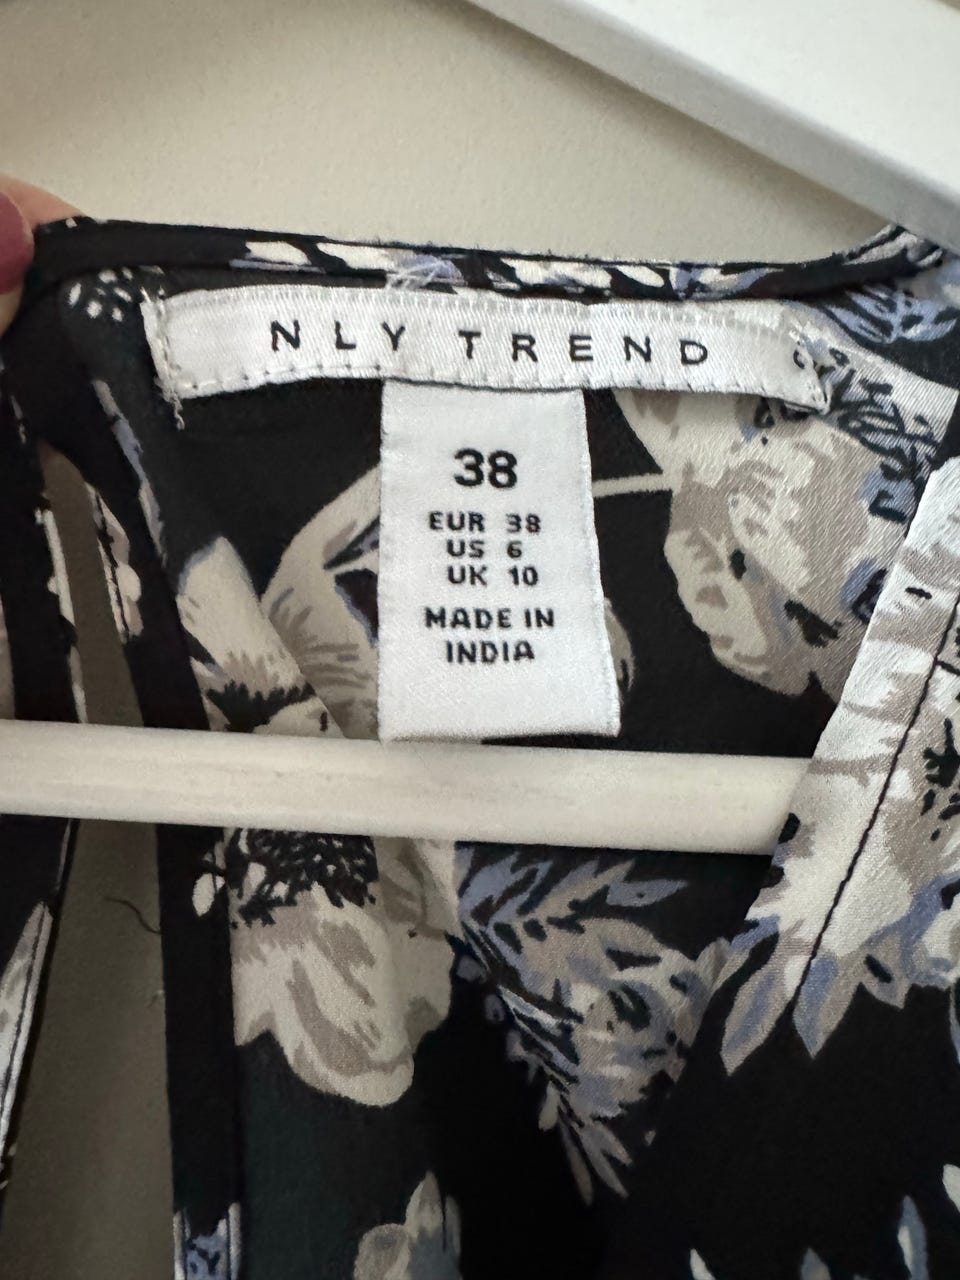 NLY TREND
38
EUR 38
US 6
UK 10
MADE IN
INDIA